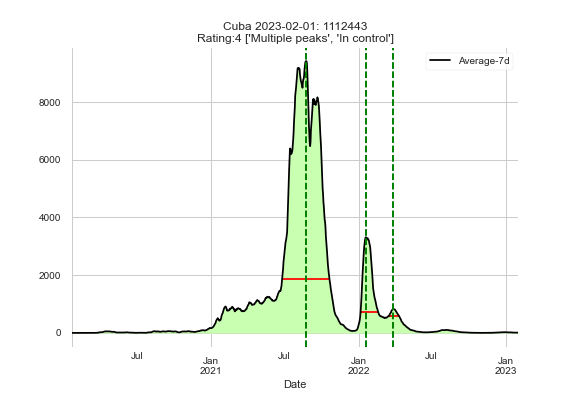 Cuba 2023-02-01: 1112443
Rating:4 ['Multiple peaks', 'In control']
Average-7d
8000
6000
4000
2000
0
Jul
Jan
2021
Jul
Jan
2022
Jul
Jan
2023
Date